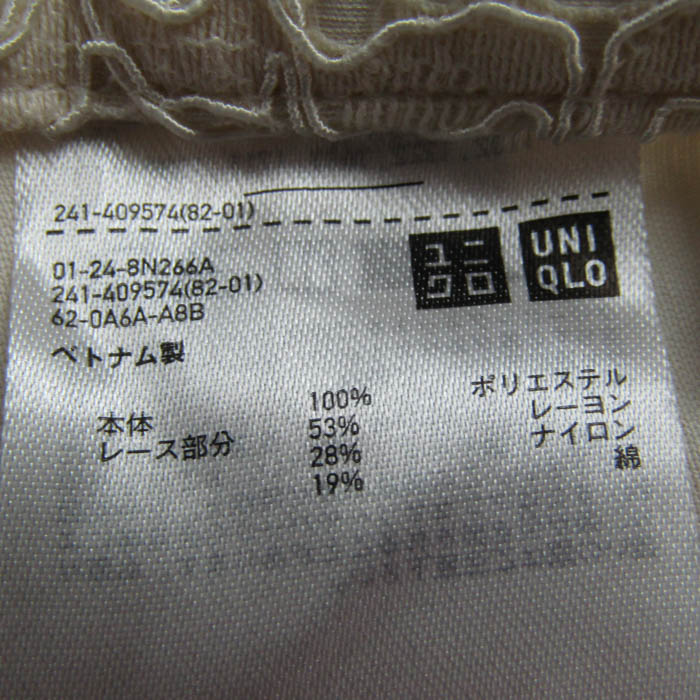 241-409574(82-01)
01-24-8N266A
241-409574(82-01)
62-0A6A-A8B
ユニ
クロ
UNI
QLO
ベトナム製
本体 100% ポリエステル
レース部分 53% レーヨン
28% ナイロン
19% 綿